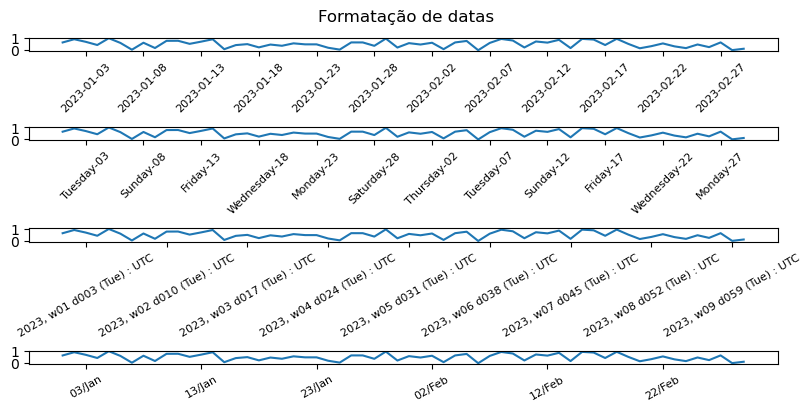 Formatação de datas
1
0
2023-01-03 2023-01-08 2023-01-13 2023-01-18 2023-01-23 2023-01-28 2023-02-02 2023-02-07 2023-02-12 2023-02-17 2023-02-22 2023-02-27
1
0
Tuesday-03 Sunday-08 Friday-13 Wednesday-18 Monday-23 Saturday-28 Thursday-02 Tuesday-07 Sunday-12 Friday-17 Wednesday-22 Monday-27
1
0
2023, w01 d003 (Tue) : UTC 2023, w02 d010 (Tue) : UTC 2023, w03 d017 (Tue) : UTC 2023, w04 d024 (Tue) : UTC 2023, w05 d031 (Tue) : UTC 2023, w06 d038 (Tue) : UTC 2023, w07 d045 (Tue) : UTC 2023, w08 d052 (Tue) : UTC 2023, w09 d059 (Tue) : UTC
1
0
03/Jan 13/Jan 23/Jan 02/Feb 12/Feb 22/Feb